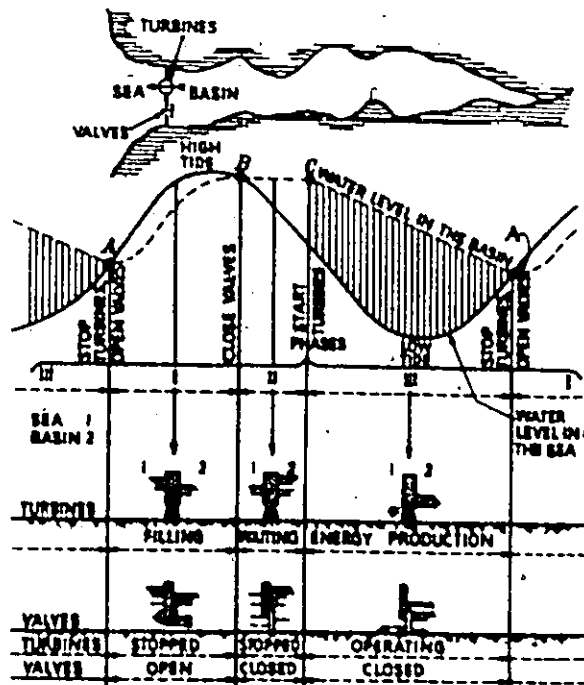 TURBINES
SEA BASIN
VALVES
HIGH TIDE
A
B
C
WATER LEVEL IN THE BASIN
A
STOP TURBINES
OPEN VALVES
CLOSE VALVES
START TURBINES
PHASES
LOW
STOP TURBINES
OPEN VALVES
III I II III I
SEA 1
BASIN 2
WATER LEVEL IN THE SEA
1 2 1 2 1 2
TURBINES
FILLING WAITING ENERGY PRODUCTION
VALVES
TURBINES STOPPED STOPPED OPERATING
VALVES OPEN CLOSED CLOSED